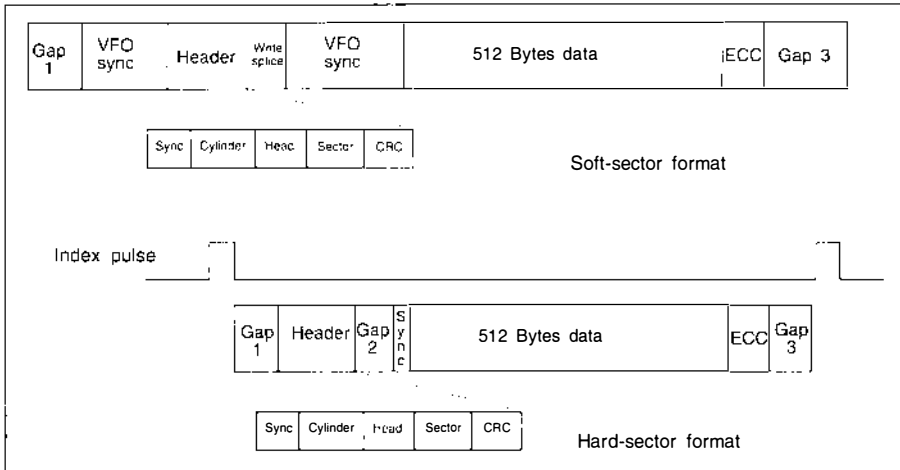 Gap 1
VFO sync
Header
Write splice
VFO sync
512 Bytes data
ECC
Gap 3
Sync Cylinder Head Sector CRC
Soft-sector format
Index pulse
Gap 1
Header
Gap 2
Sync
512 Bytes data
ECC
Gap 3
Sync Cylinder Head Sector CRC
Hard-sector format